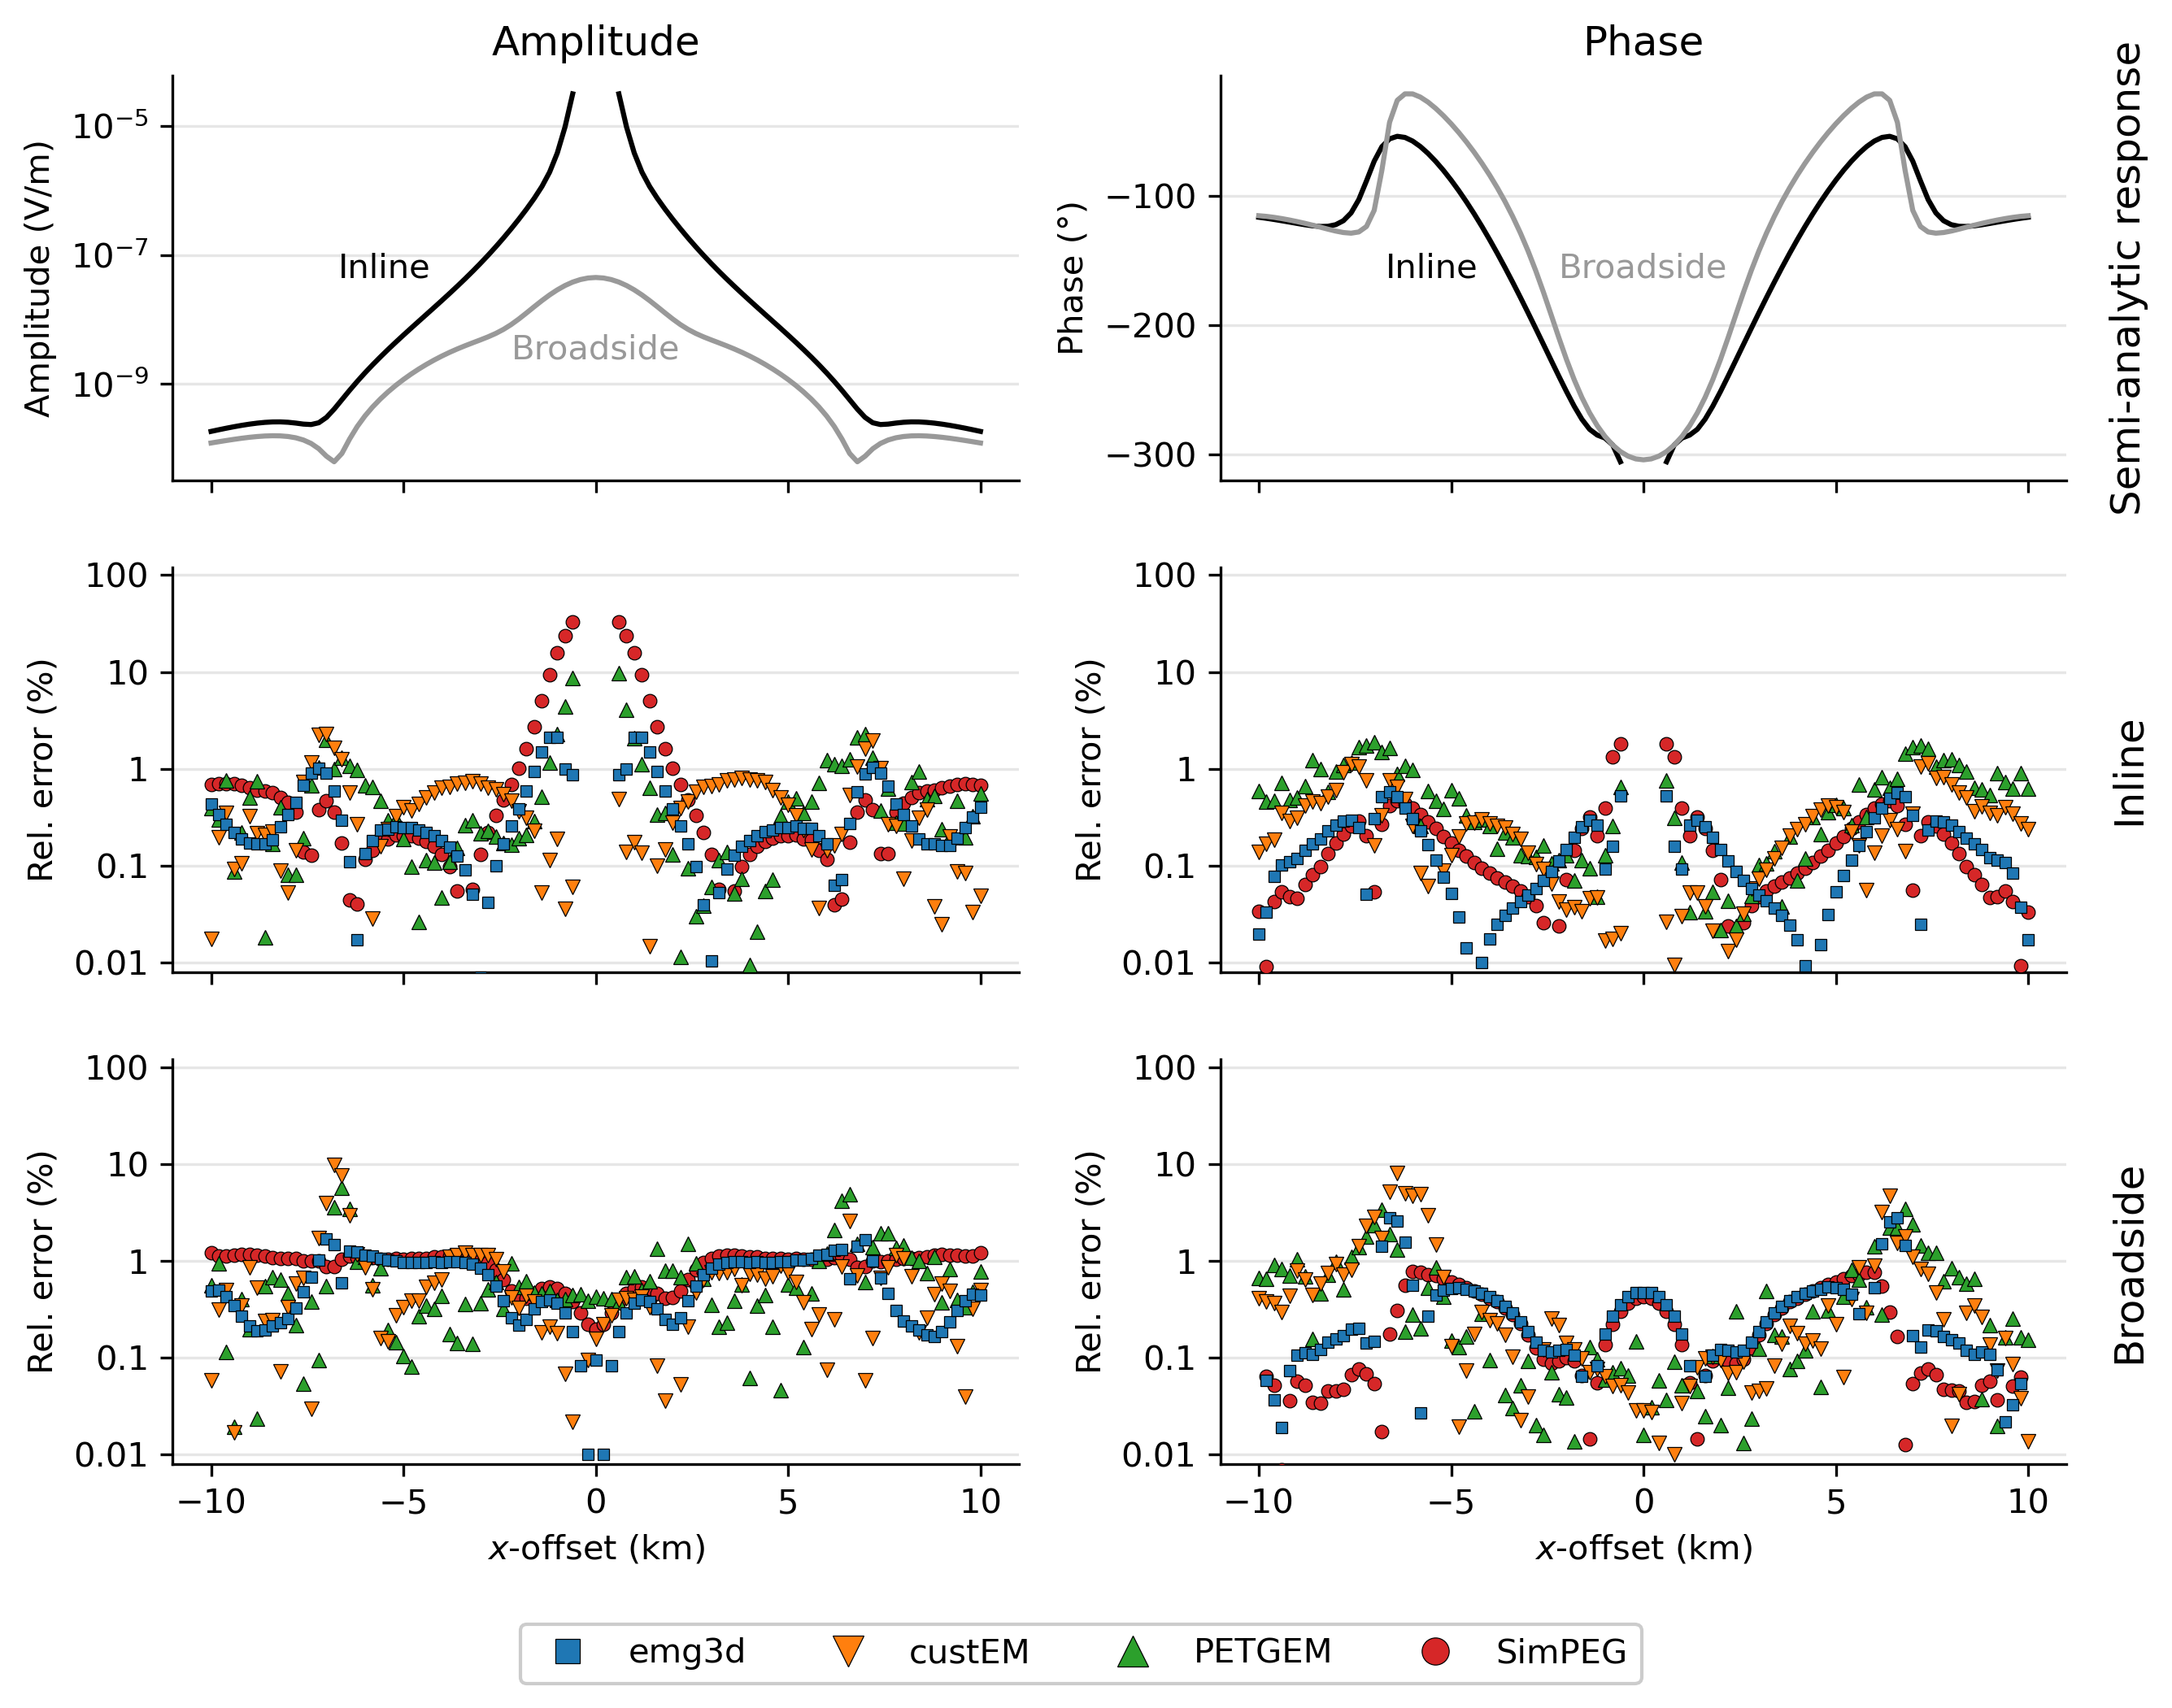 Amplitude
Phase
Amplitude (V/m)
10⁻⁵
10⁻⁷
10⁻⁹
Inline
Broadside
Phase (°)
−100
−200
−300
Inline
Broadside
Semi-analytic response
Rel. error (%)
100
10
1
0.1
0.01
Rel. error (%)
100
10
1
0.1
0.01
Inline
Rel. error (%)
100
10
1
0.1
0.01
−10 −5 0 5 10
x-offset (km)
Rel. error (%)
100
10
1
0.1
0.01
−10 −5 0 5 10
x-offset (km)
Broadside
emg3d custEM PETGEM SimPEG